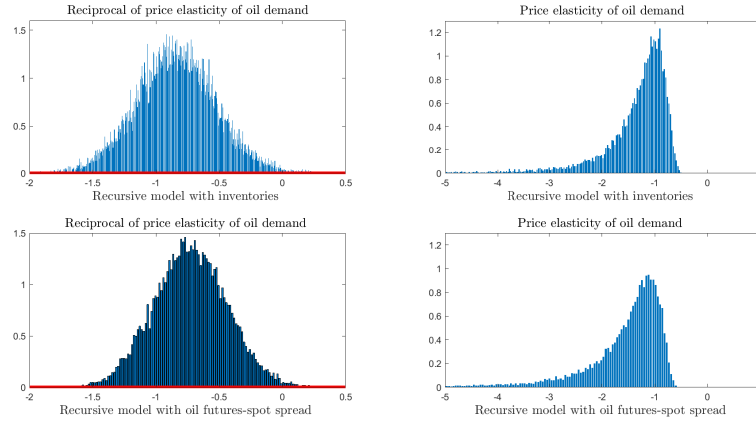 Reciprocal of price elasticity of oil demand
1.5
1
0.5
0
-2 -1.5 -1 -0.5 0 0.5
Recursive model with inventories
Price elasticity of oil demand
1.2
1
0.8
0.6
0.4
0.2
0
-5 -4 -3 -2 -1 0
Recursive model with inventories
Reciprocal of price elasticity of oil demand
1.5
1
0.5
0
-2 -1.5 -1 -0.5 0 0.5
Recursive model with oil futures-spot spread
Price elasticity of oil demand
1.2
1
0.8
0.6
0.4
0.2
0
-5 -4 -3 -2 -1 0
Recursive model with oil futures-spot spread